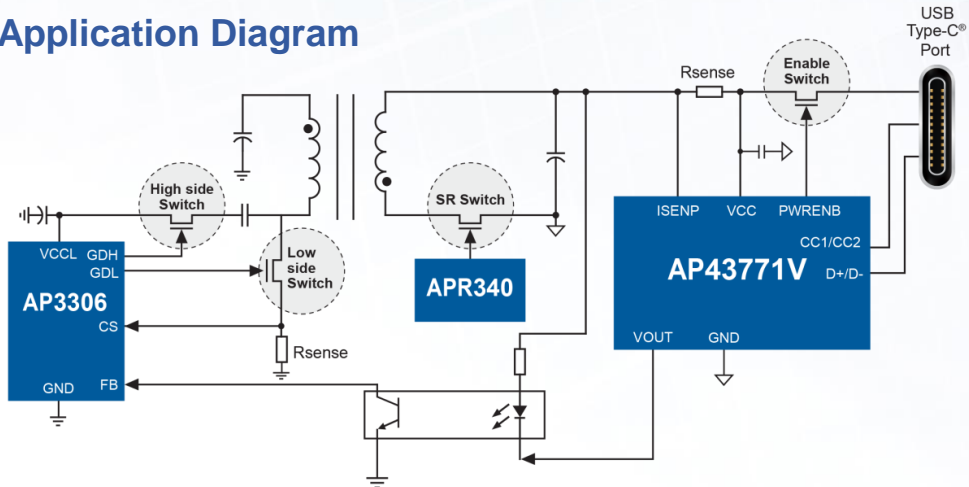 Application Diagram
USB
Type-C®
Port
Rsense
Enable
Switch
High side
Switch
SR Switch
ISENP
VCC
PWRENB
VCCL
GDH
GDL
Low
side
Switch
CC1/CC2
AP43771V
D+/D-
AP3306
APR340
CS
Rsense
VOUT
GND
GND
FB